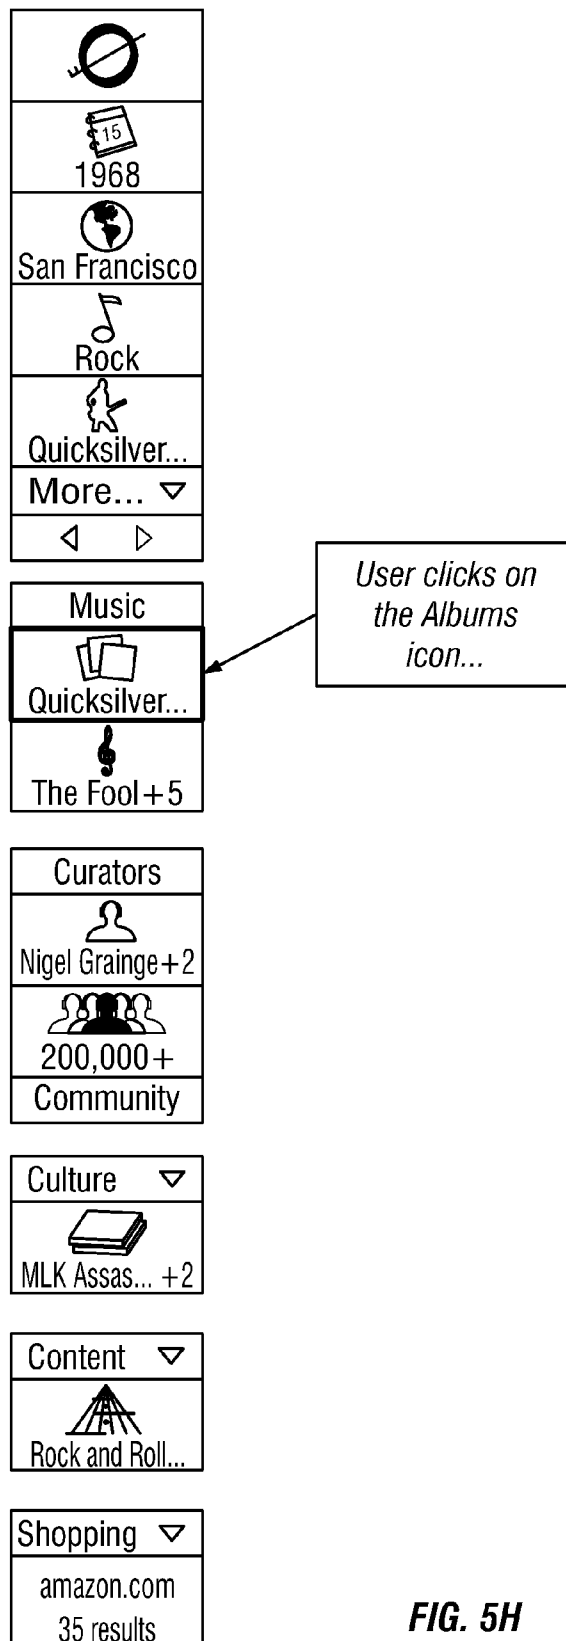 15
1968
San Francisco
Rock
Quicksilver...
More...
Music
Quicksilver...
The Fool+5
User clicks on
the Albums
icon...
Curators
Nigel Grainge+2
200,000+
Community
Culture
MLK Assas... +2
Content
Rock and Roll...
Shopping
amazon.com
35 results
FIG. 5H